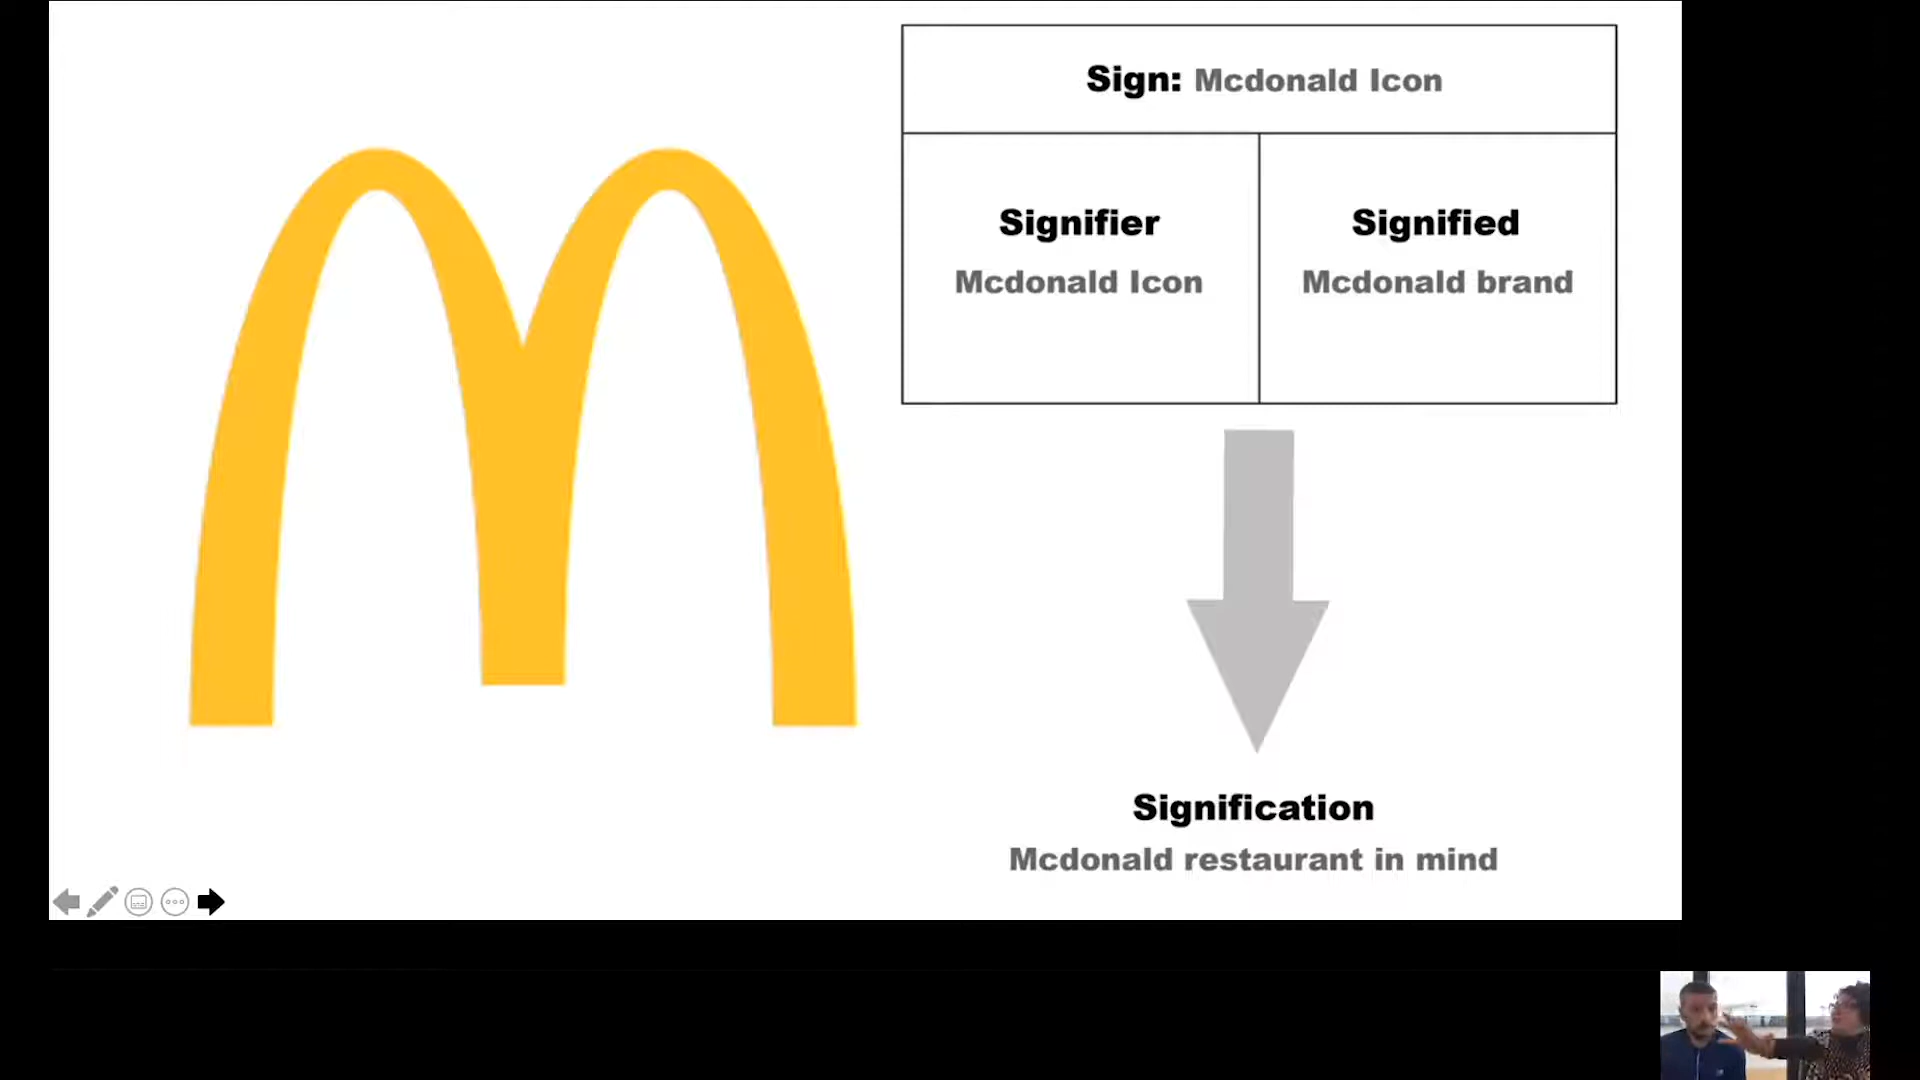 Sign: Mcdonald Icon
Signifier
Mcdonald Icon
Signified
Mcdonald brand
Signification
Mcdonald restaurant in mind